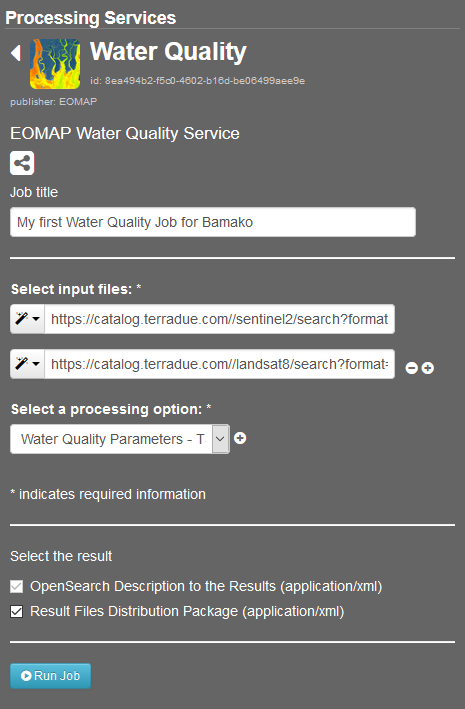 Processing Services
Water Quality
id: 8ea494b2-f5c0-4602-b16d-be06499aee9e
publisher: EOMAP
EOMAP Water Quality Service
Job title
My first Water Quality Job for Bamako
Select input files: *
https://catalog.terradue.com//sentinel2/search?format
https://catalog.terradue.com//landsat8/search?format=
Select a processing option: *
Water Quality Parameters - T
* indicates required information
Select the result
OpenSearch Description to the Results (application/xml)
Result Files Distribution Package (application/xml)
Run Job